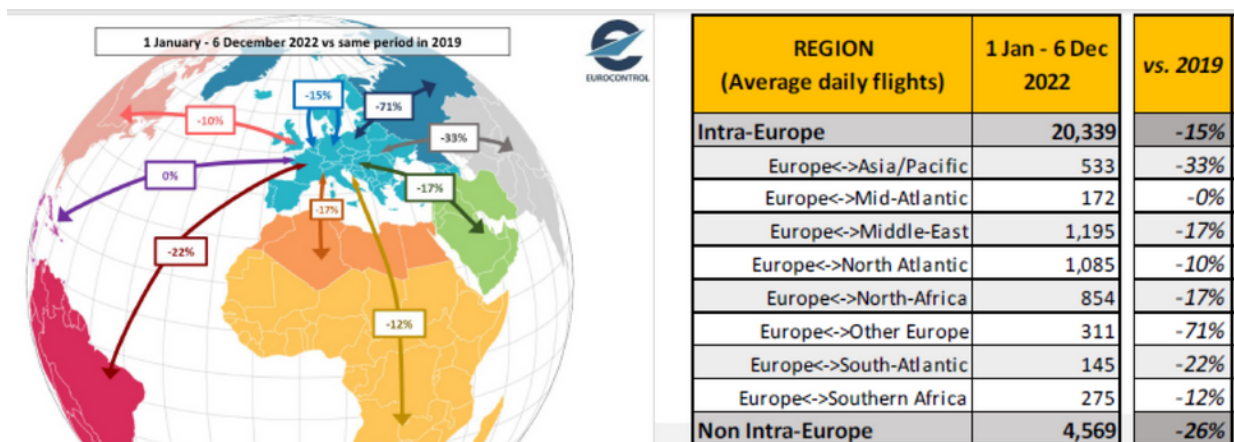 1 January - 6 December 2022 vs same period in 2019
EUROCONTROL
-15%
-71%
-10%
-33%
0%
-17%
-17%
-22%
-12%
REGION 1 Jan - 6 Dec vs. 2019
(Average daily flights) 2022
Intra-Europe 20,339 -15%
Europe<->Asia/Pacific 533 -33%
Europe<->Mid-Atlantic 172 -0%
Europe<->Middle-East 1,195 -17%
Europe<->North Atlantic 1,085 -10%
Europe<->North-Africa 854 -17%
Europe<->Other Europe 311 -71%
Europe<->South-Atlantic 145 -22%
Europe<->Southern Africa 275 -12%
Non Intra-Europe 4,569 -26%